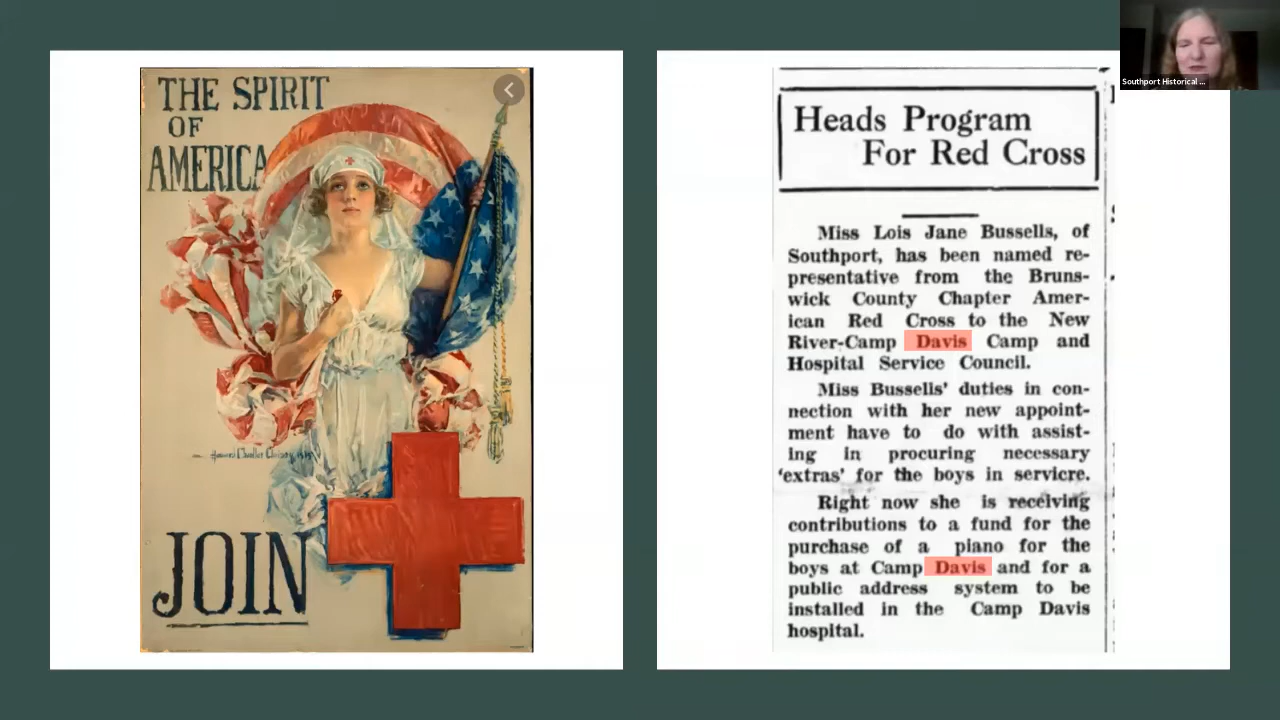 THE SPIRIT
OF
AMERICA
Howard Chandler Christy 1919
JOIN
Heads Program
For Red Cross
Miss Lois Jane Bussells, of
Southport, has been named re-
presentative from the Bruns-
wick County Chapter Amer-
ican Red Cross to the New
River-Camp Davis Camp and
Hospital Service Council.
Miss Bussells' duties in con-
nection with her new appoint-
ment have to do with assist-
ing in procuring necessary
'extras' for the boys in servicre.
Right now she is receiving
contributions to a fund for the
purchase of a piano for the
boys at Camp Davis and for a
public address system to be
installed in the Camp Davis
hospital.
Southport Historical ...